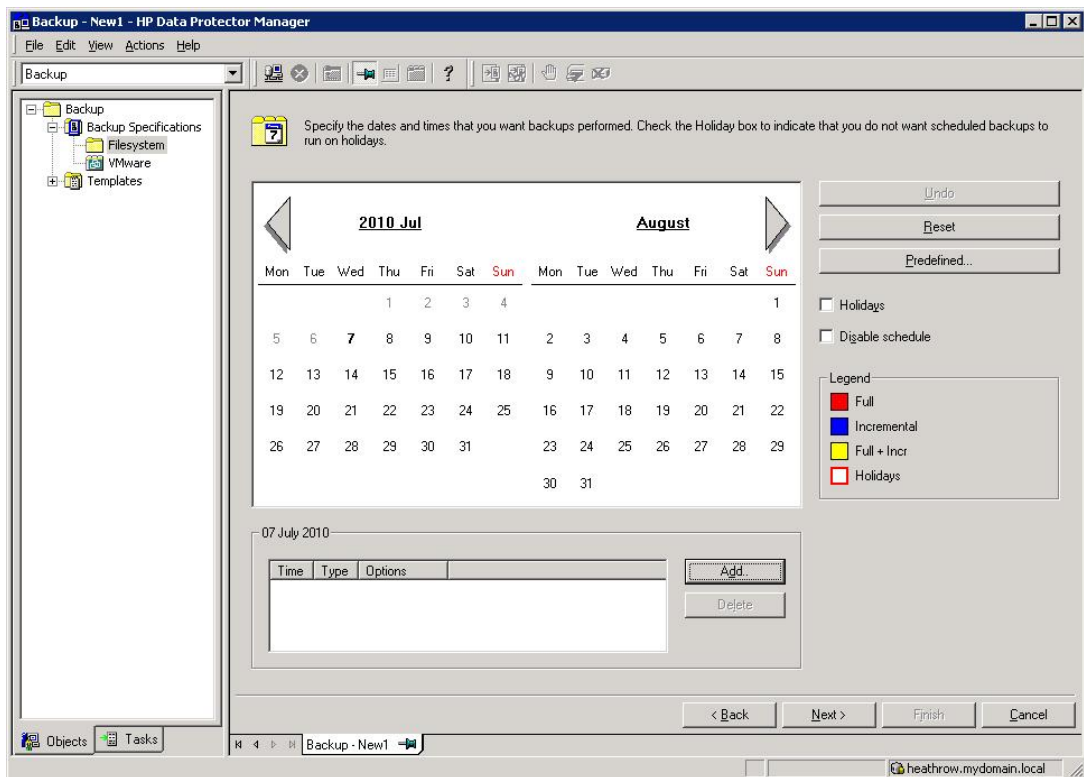 Backup - New1 - HP Data Protector Manager
File Edit View Actions Help
Backup
Backup
Backup Specifications
Filesystem
VMware
Templates
7
Specify the dates and times that you want backups performed. Check the Holiday box to indicate that you do not want scheduled backups to
run on holidays.
2010 Jul August
Mon Tue Wed Thu Fri Sat Sun Mon Tue Wed Thu Fri Sat Sun
1 2 3 4 1
5 6 7 8 9 10 11 2 3 4 5 6 7 8
12 13 14 15 16 17 18 9 10 11 12 13 14 15
19 20 21 22 23 24 25 16 17 18 19 20 21 22
26 27 28 29 30 31 23 24 25 26 27 28 29
30 31
Undo
Reset
Predefined...
Holidays
Disable schedule
Legend
Full
Incremental
Full + Incr
Holidays
07 July 2010
Time Type Options
Add..
Delete
< Back Next > Finish Cancel
Objects Tasks
Backup - New1
heathrow.mydomain.local